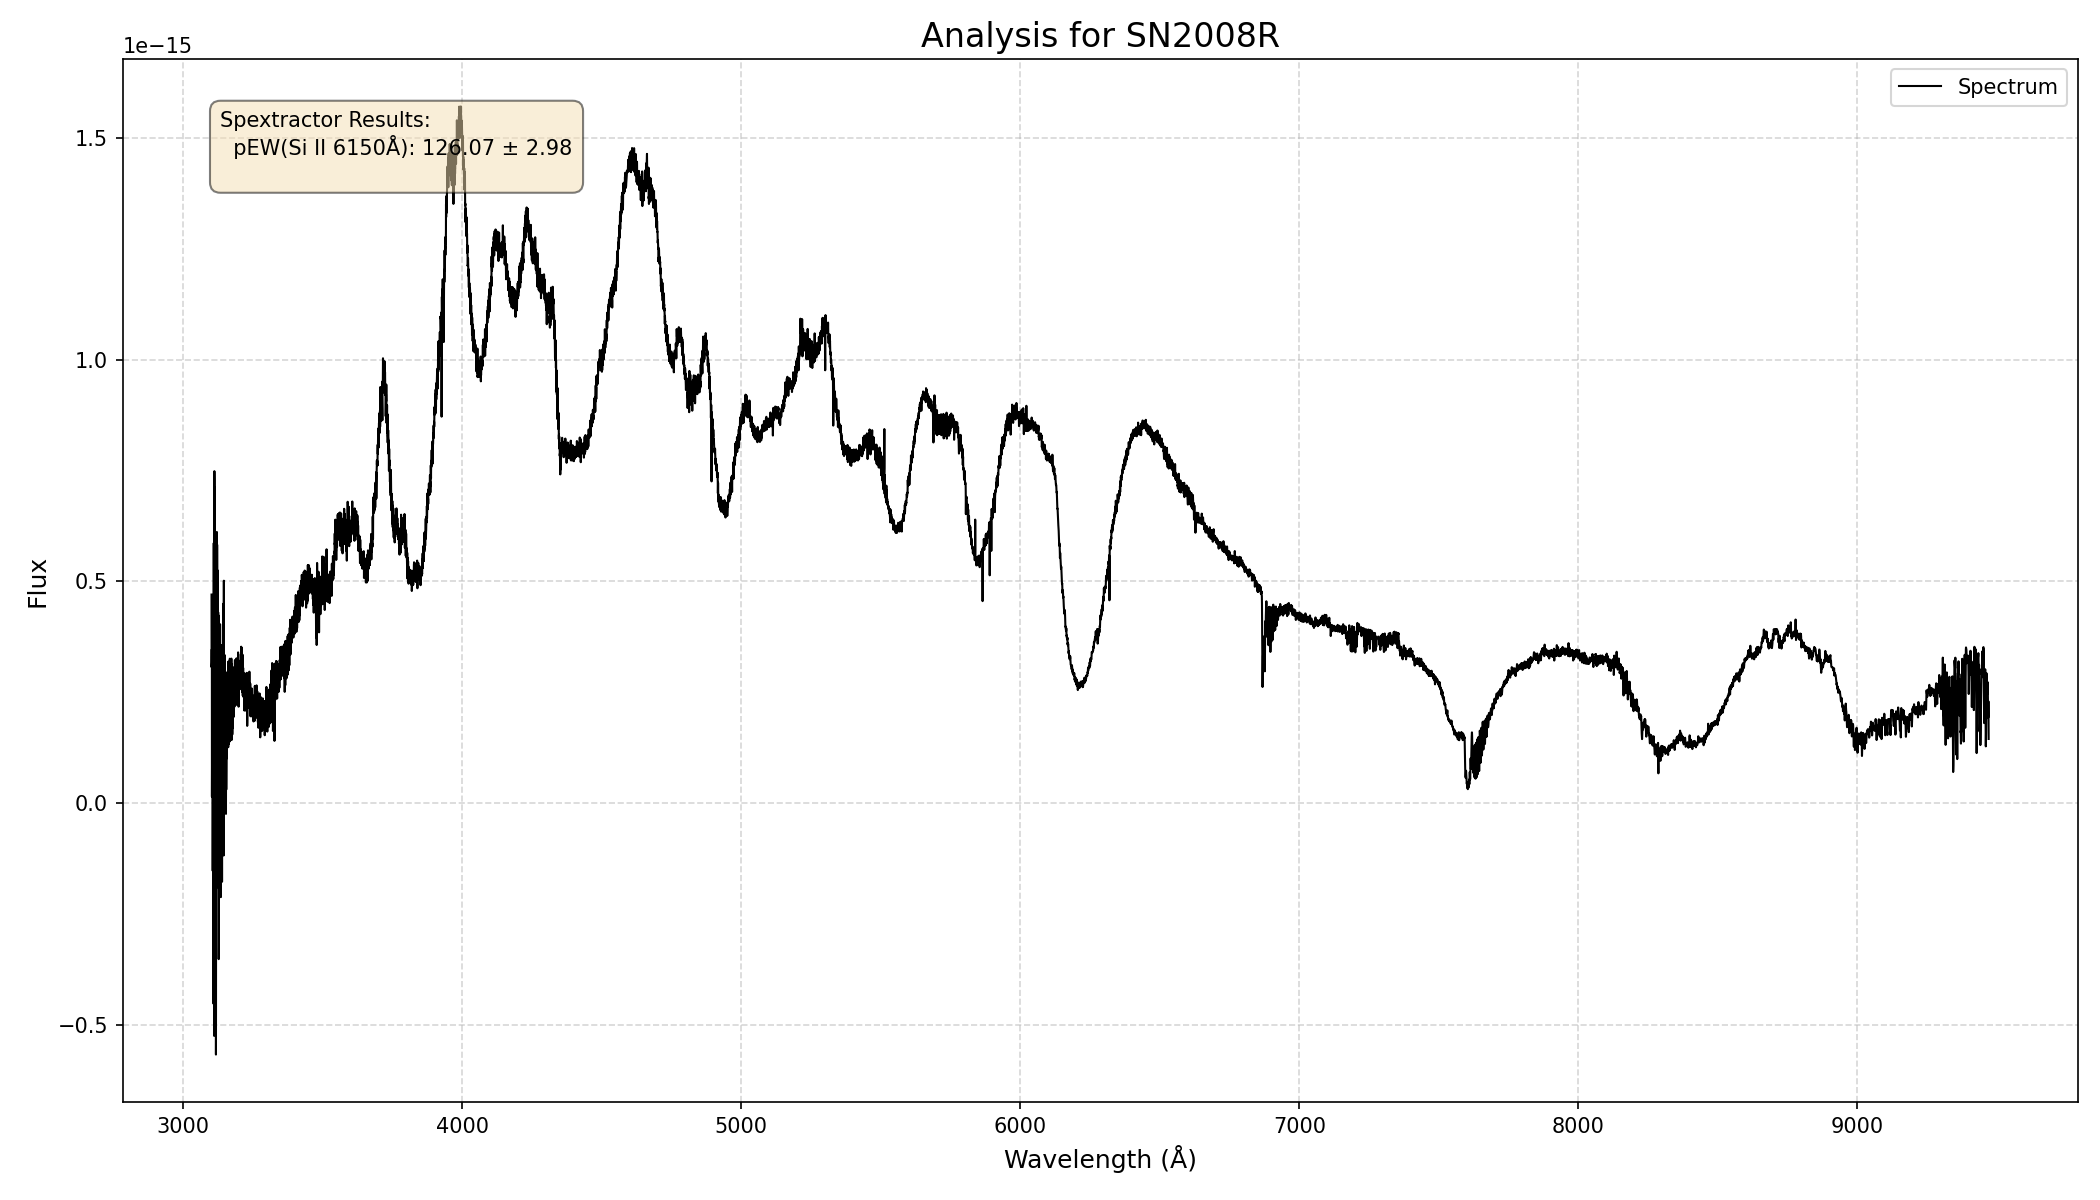 Analysis for SN2008R
1e−15
Spectrum
Spextractor Results:
pEW(Si II 6150Å): 126.07 ± 2.98
1.5
1.0
0.5
0.0
−0.5
Flux
3000 4000 5000 6000 7000 8000 9000
Wavelength (Å)